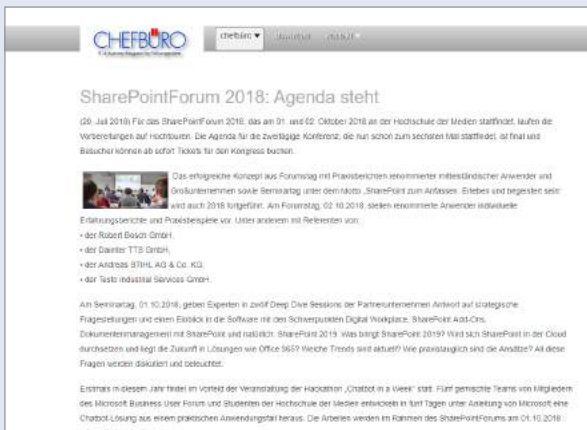 CHEFBÜRO
chefbüro ▼
SharePointForum 2018: Agenda steht
(20. Juli 2018) Für das SharePointForum 2018, das am 01. und 02. Oktober 2018 an der Hochschule der Medien stattfindet, laufen die
Vorbereitungen auf Hochtouren. Die Agenda für die zweitägige Konferenz, die nun schon zum sechsten Mal stattfindet, ist final und
Besucher können ab sofort Tickets für den Kongress buchen.
Das erfolgreiche Konzept aus Forumstag mit Praxisberichten renommierter mittelständischer Anwender und
Großunternehmen sowie Seminartag unter dem Motto „SharePoint zum Anfassen. Erleben und begeistert sein“
wird auch 2018 fortgeführt. Am Forumstag, 02.10.2018, stellen renommierte Anwender individuelle
Erfahrungsberichte und Praxisbeispiele vor. Unter anderem mit Referenten von:
• der Robert Bosch GmbH,
• der Daimler TTS GmbH,
• der Andreas STIHL AG & Co. KG,
• der Testo Industrial Services GmbH.
Am Seminartag, 01.10.2018, geben Experten in zwölf Deep Dive Sessions der Partnerunternehmen Antwort auf strategische
Fragestellungen und einen Einblick in die Software mit den Schwerpunkten Digital Workplace, SharePoint Add-Ons,
Dokumentenmanagement mit SharePoint und natürlich: SharePoint 2019. Was bringt SharePoint 2019? Wird sich SharePoint in der Cloud
durchsetzen und liegt die Zukunft in Lösungen wie Office 365? Welche Trends sind aktuell? Wie praxistauglich sind die Ansätze? All diese
Fragen werden diskutiert und beleuchtet.
Erstmals in diesem Jahr findet im Vorfeld der Veranstaltung der Hackathon „Chatbot in a Week“ statt. Fünf gemischte Teams von Mitgliedern
des Microsoft Business User Forum und Studenten der Hochschule der Medien entwickeln in fünf Tagen unter Anleitung von Microsoft eine
Chatbot-Lösung aus einem praktischen Anwendungsfall heraus. Die Arbeiten werden im Rahmen des SharePointForums am 01.10.2018